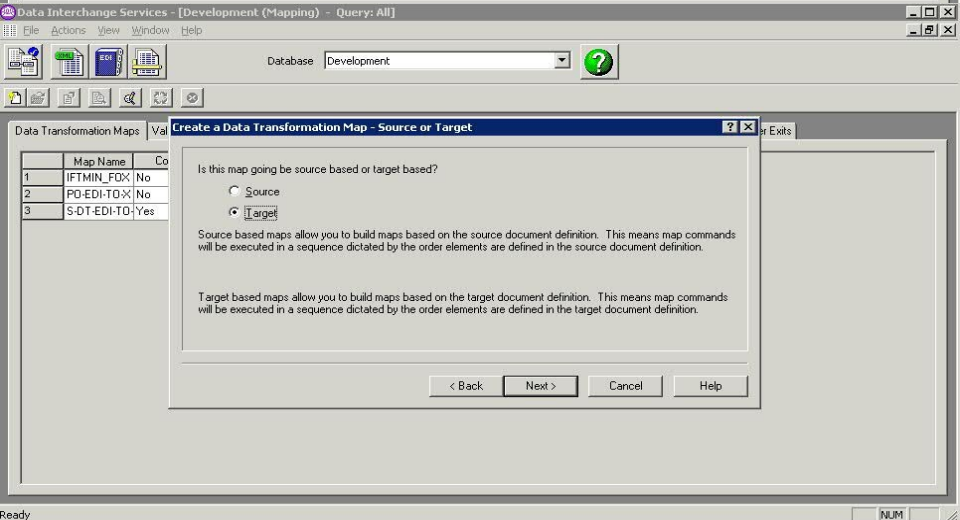 Data Interchange Services - [Development (Mapping) - Query: All]
File Actions View Window Help
XML EDI
Database Development
Data Transformation Maps Val
er Exits
Create a Data Transformation Map - Source or Target
Map Name Co
1 IFTMIN_FOX No
2 PO-EDI-TO-X No
3 S-DT-EDI-TO- Yes
Is this map going be source based or target based?
Source
Target
Source based maps allow you to build maps based on the source document definition. This means map commands
will be executed in a sequence dictated by the order elements are defined in the source document definition.
Target based maps allow you to build maps based on the target document definition. This means map commands
will be executed in a sequence dictated by the order elements are defined in the target document definition.
< Back Next > Cancel Help
Ready NUM